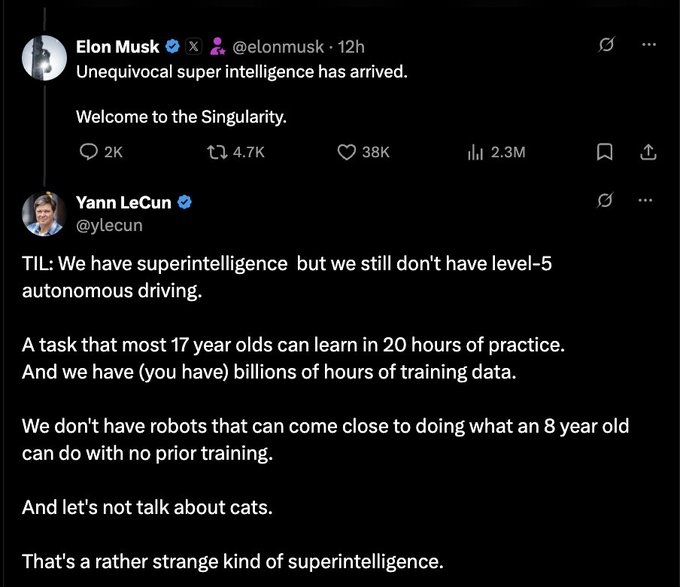 Elon Musk @elonmusk · 12h
Unequivocal super intelligence has arrived.
Welcome to the Singularity.
2K 4.7K 38K 2.3M
Yann LeCun
@ylecun
TIL: We have superintelligence  but we still don't have level-5
autonomous driving.
A task that most 17 year olds can learn in 20 hours of practice.
And we have (you have) billions of hours of training data.
We don't have robots that can come close to doing what an 8 year old
can do with no prior training.
And let's not talk about cats.
That's a rather strange kind of superintelligence.